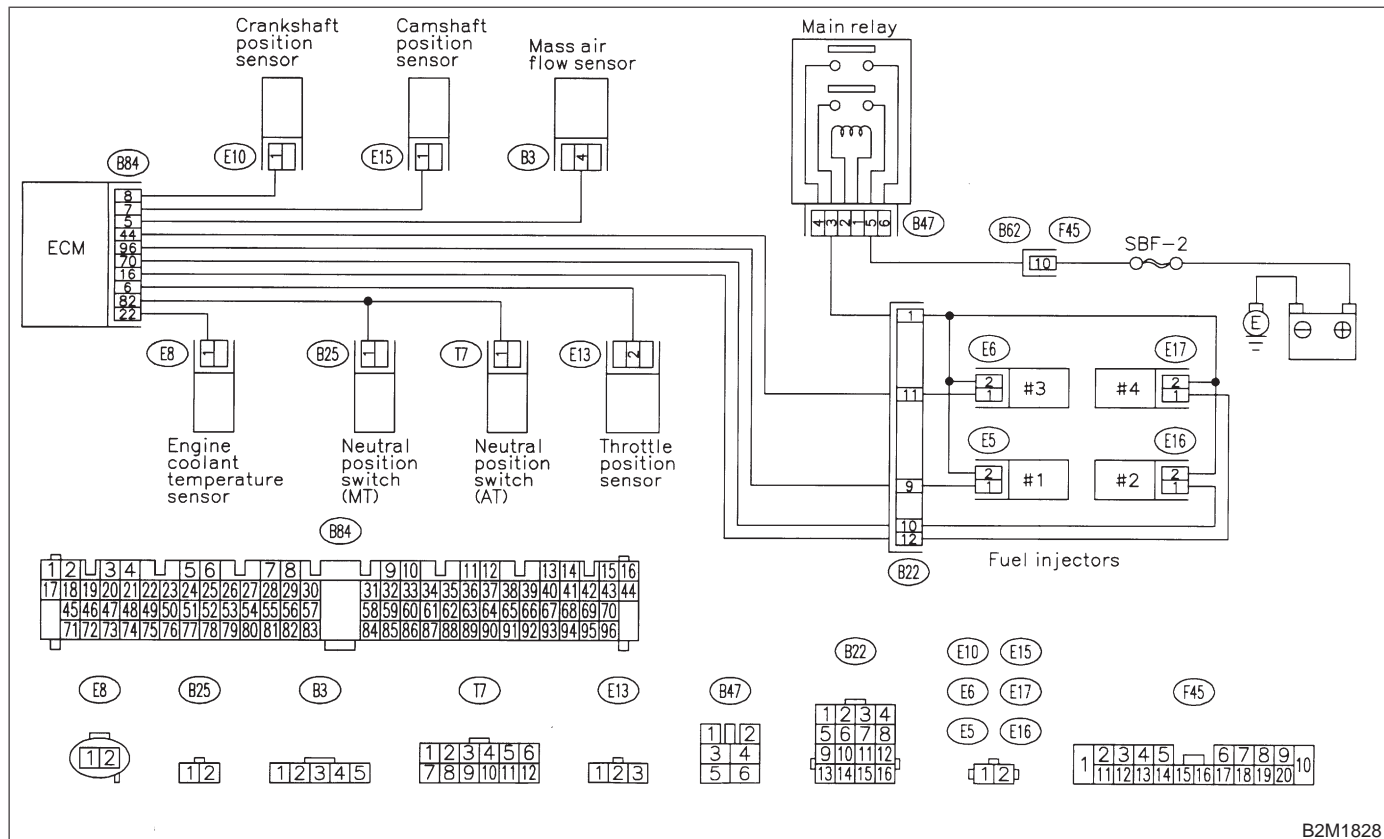 Crankshaft
position
sensor
Camshaft
position
sensor
Mass air
flow sensor
Main relay
E10
1
E15
1
B3
4
B84
ECM
8
7
5
44
96
70
16
6
82
22
4 3 2 1 5 6
B47
B62
F45
10
SBF-2
E
⊖ ⊕
E8
1
B25
1
T7
1
E13
2
Engine
coolant
temperature
sensor
Neutral
position
switch
(MT)
Neutral
position
switch
(AT)
Throttle
position
sensor
1
11
9
10
12
B22
E6
2
1
#3
E17
#4
2
1
E5
2
1
#1
E16
#2
2
1
Fuel injectors
B84
1 2 3 4 5 6 7 8 9 10 11 12 13 14 15 16
17 18 19 20 21 22 23 24 25 26 27 28 29 30 31 32 33 34 35 36 37 38 39 40 41 42 43 44
45 46 47 48 49 50 51 52 53 54 55 56 57 58 59 60 61 62 63 64 65 66 67 68 69 70
71 72 73 74 75 76 77 78 79 80 81 82 83 84 85 86 87 88 89 90 91 92 93 94 95 96
E8
1 2
B25
1 2
B3
1 2 3 4 5
T7
1 2 3 4 5 6
7 8 9 10 11 12
E13
1 2 3
B47
1 2
3 4
5 6
B22
1 2 3 4
5 6 7 8
9 10 11 12
13 14 15 16
E10 E15
E6 E17
E5 E16
1 2
F45
1 2 3 4 5 6 7 8 9 10
11 12 13 14 15 16 17 18 19 20
B2M1828